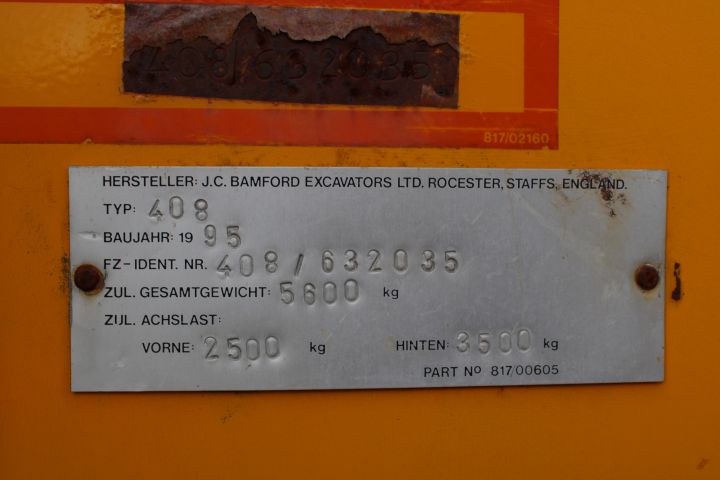 408/632035
817/02160
HERSTELLER: J.C. BAMFORD EXCAVATORS LTD. ROCESTER, STAFFS, ENGLAND.
TYP: 408
BAUJAHR: 19 95
FZ-IDENT. NR. 408/632035
ZUL. GESAMTGEWICHT: 5600 kg
ZIJL. ACHSLAST:
VORNE: 2500 kg HINTEN: 3500 kg
PART Nº 817/00605